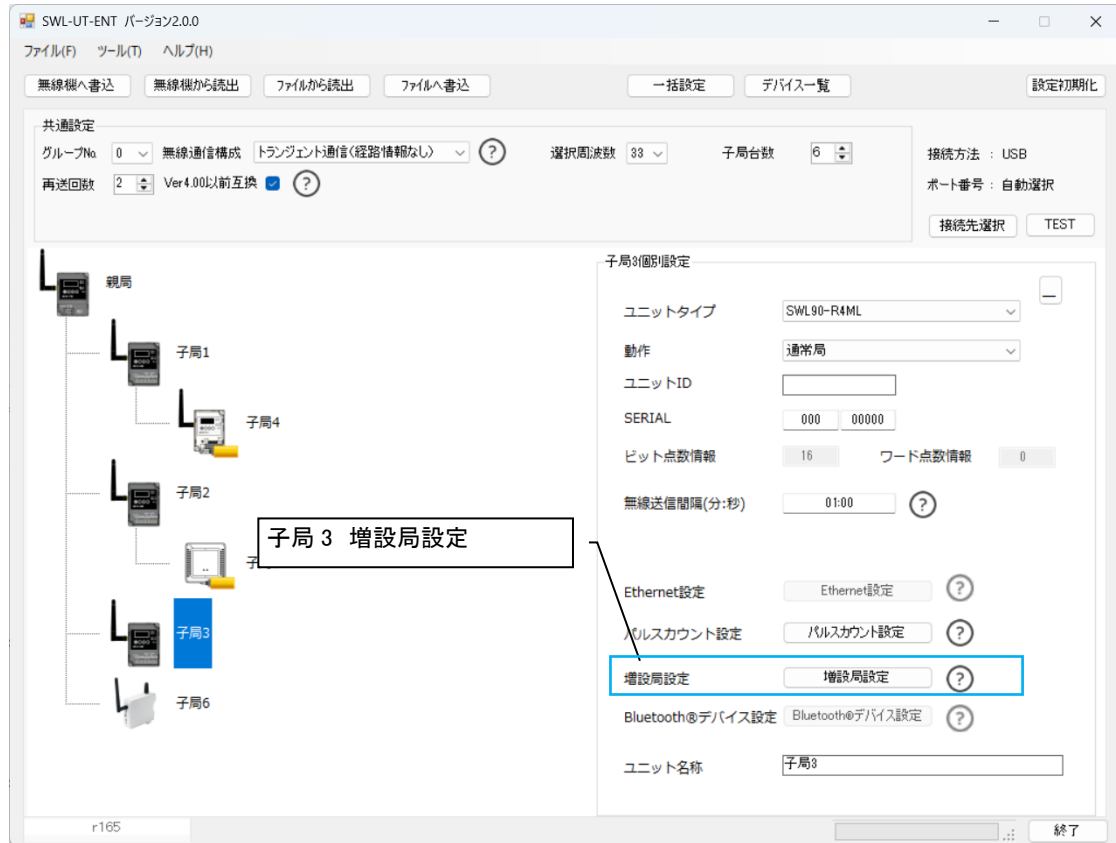 SWL-UT-ENT バージョン2.0.0
ファイル(F) ツール(T) ヘルプ(H)
無線機へ書込 無線機から読出 ファイルから読出 ファイルへ書込 一括設定 デバイス一覧 設定初期化
共通設定
グループNo. 0 無線通信構成 トランジェント通信(経路情報なし) ? 選択周波数 33 子局台数 6
再送回数 2 Ver4.00以前互換 ?
接続方法 : USB
ポート番号 : 自動選択
接続先選択 TEST
親局
子局1
子局4
子局2
子局3
子局6
子局3 増設局設定
子局3個別設定
ユニットタイプ SWL90-R4ML
動作 通常局
ユニットID
SERIAL 000 00000
ビット点数情報 16 ワード点数情報 0
無線送信間隔(分:秒) 01:00 ?
Ethernet設定 Ethernet設定 ?
パルスカウント設定 パルスカウント設定 ?
増設局設定 増設局設定 ?
Bluetooth®デバイス設定 Bluetooth®デバイス設定 ?
ユニット名称 子局3
r165 終了